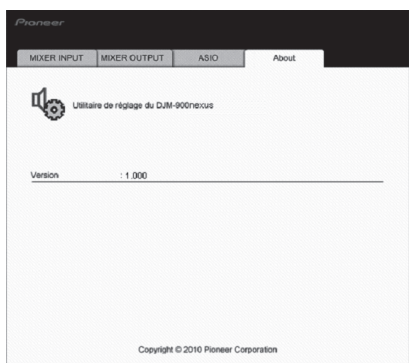 Pioneer
MIXER INPUT MIXER OUTPUT ASIO About
Utilitaire de réglage du DJM-900nexus
Version : 1.000
Copyright © 2010 Pioneer Corporation